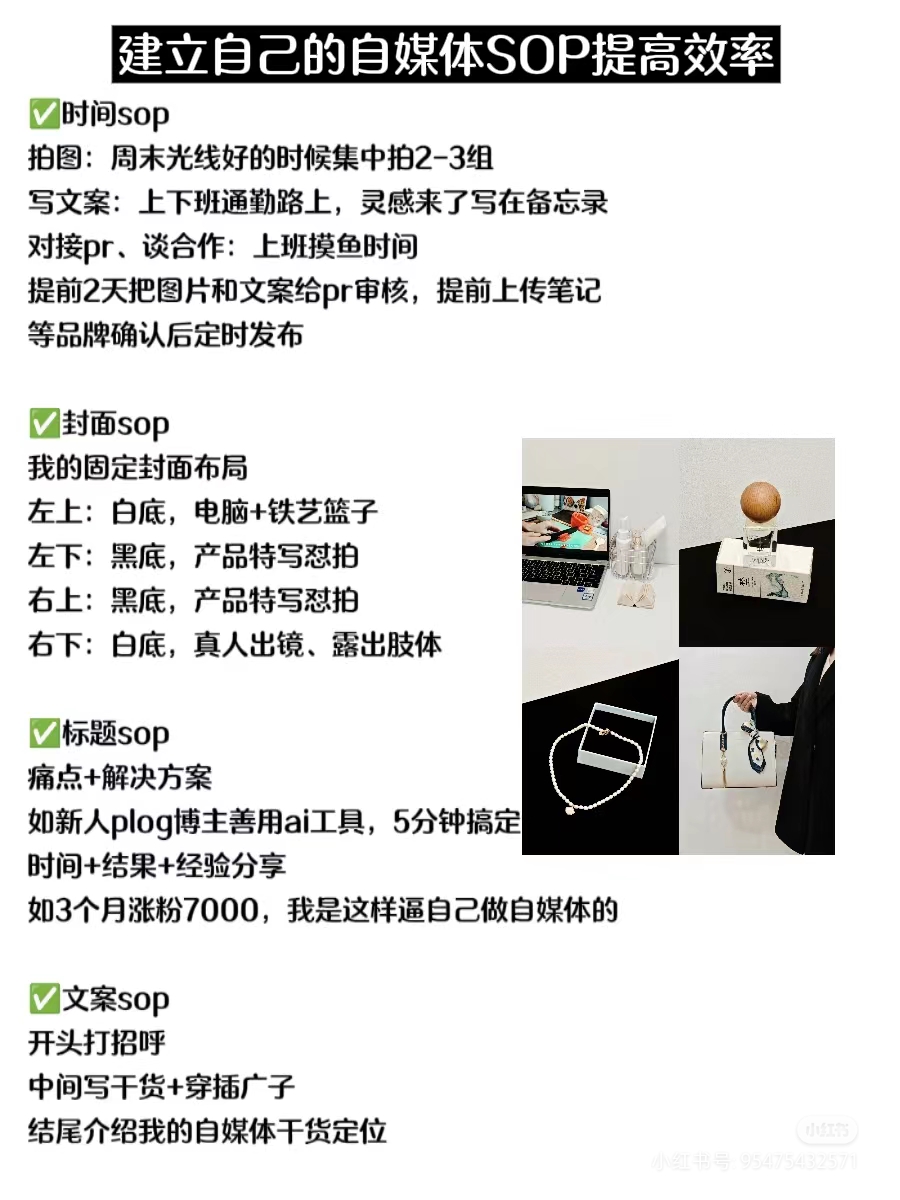 建立自己的自媒体SOP提高效率
✅时间sop
拍图：周末光线好的时候集中拍2-3组
写文案：上下班通勤路上，灵感来了写在备忘录
对接pr、谈合作：上班摸鱼时间
提前2天把图片和文案给pr审核，提前上传笔记
等品牌确认后定时发布
✅封面sop
我的固定封面布局
左上：白底，电脑+铁艺篮子
左下：黑底，产品特写怼拍
右上：黑底，产品特写怼拍
右下：白底，真人出镜、露出肢体
✅标题sop
痛点+解决方案
如新人plog博主善用ai工具，5分钟搞定
时间+结果+经验分享
如3个月涨粉7000，我是这样逼自己做自媒体的
✅文案sop
开头打招呼
中间写干货+穿插广子
结尾介绍我的自媒体干货定位
小红书
小红书号: 95475432571